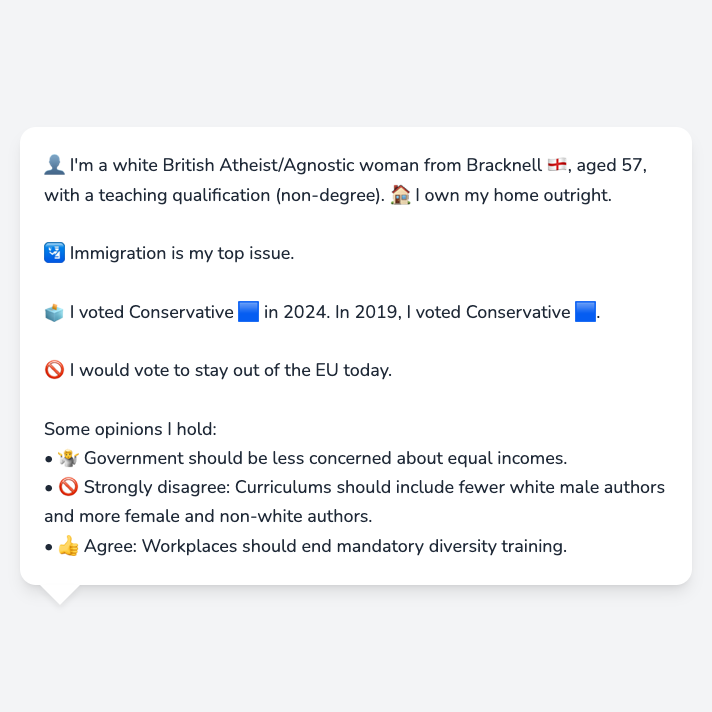 👤 I'm a white British Atheist/Agnostic woman from Bracknell 🏴󠁧󠁢󠁥󠁮󠁧󠁿, aged 57,
with a teaching qualification (non-degree). 🏠 I own my home outright.
🛂 Immigration is my top issue.
🗳️ I voted Conservative 🟦 in 2024. In 2019, I voted Conservative 🟦.
🚫 I would vote to stay out of the EU today.
Some opinions I hold:
• 🤷 Government should be less concerned about equal incomes.
• 🚫 Strongly disagree: Curriculums should include fewer white male authors
and more female and non-white authors.
• 👍 Agree: Workplaces should end mandatory diversity training.